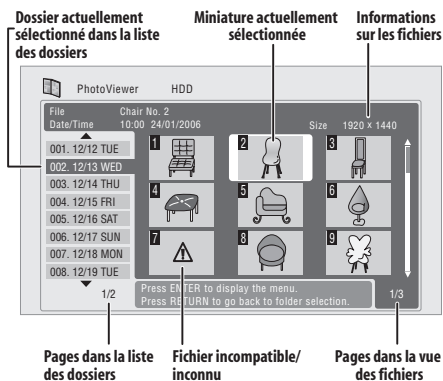 Dossier actuellement
sélectionné dans la liste
des dossiers
Miniature actuellement
sélectionnée
Informations
sur les fichiers
PhotoViewer HDD
File Chair No. 2
Date/Time 10:00 24/01/2006 Size 1920 x 1440
001. 12/12 TUE
002. 12/13 WED
003. 12/14 THU
004. 12/15 FRI
005. 12/16 SAT
006. 12/17 SUN
007. 12/18 MON
008. 12/19 TUE
1 2 3
4 5 6
7 8 9
1/2
Press ENTER to display the menu.
Press RETURN to go back to folder selection.
1/3
Pages dans la liste
des dossiers
Fichier incompatible/
inconnu
Pages dans la vue
des fichiers